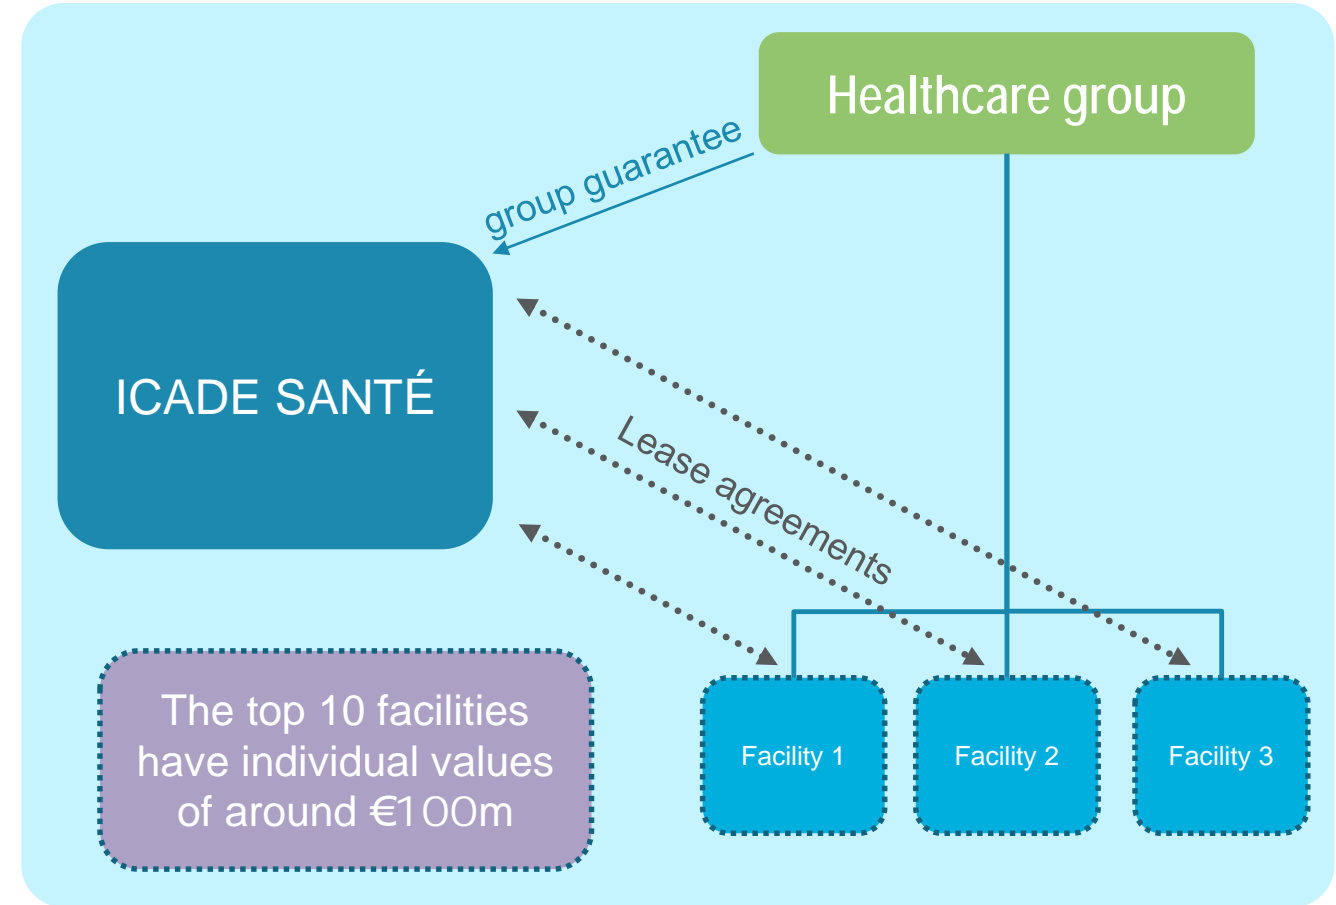 Healthcare group
group guarantee
ICADE SANTÉ
Lease agreements
The top 10 facilities
have individual values
of around €100m
Facility 1
Facility 2
Facility 3